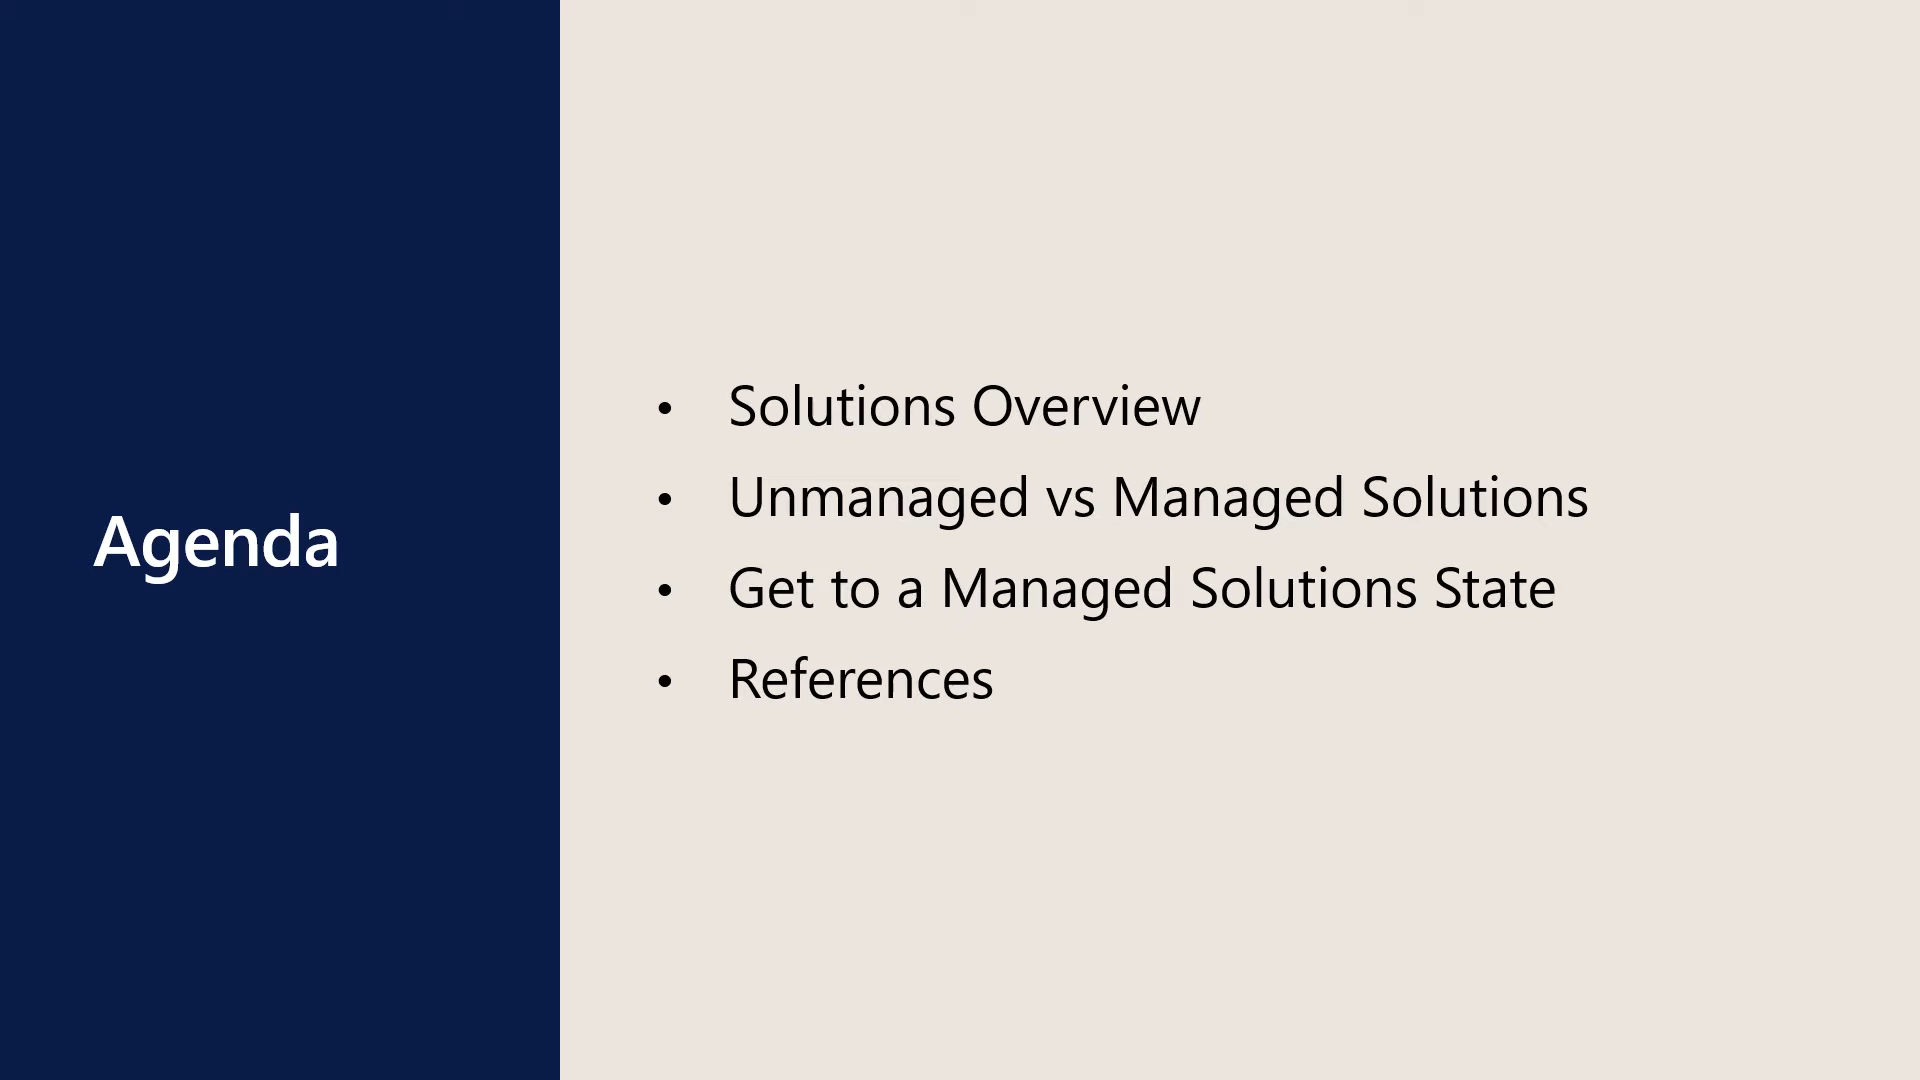 Agenda
• Solutions Overview
• Unmanaged vs Managed Solutions
• Get to a Managed Solutions State
• References